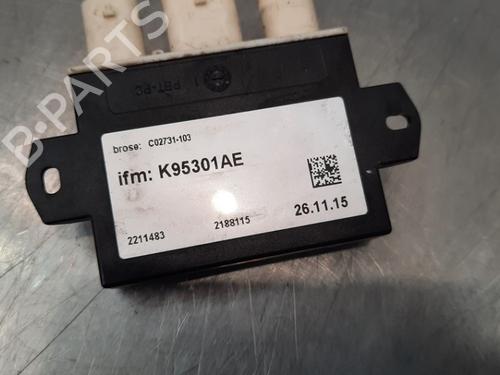 PBT-PC
brose: C02731-103
ifm: K95301AE
2211483 2188115 26.11.15
B-PARTS